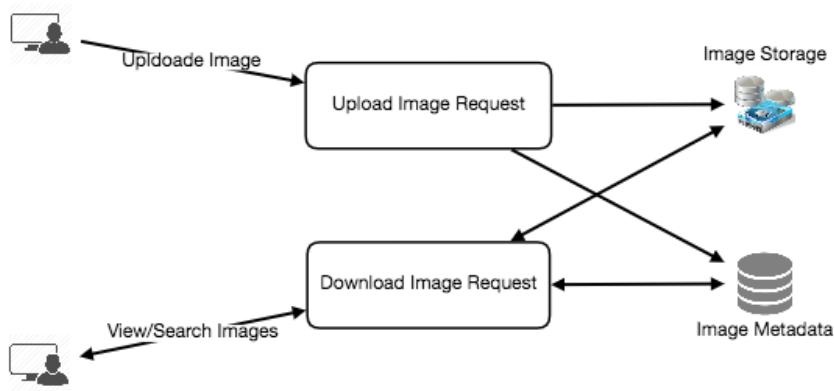 Upldoade Image
Upload Image Request
Image Storage
Download Image Request
View/Search Images
Image Metadata